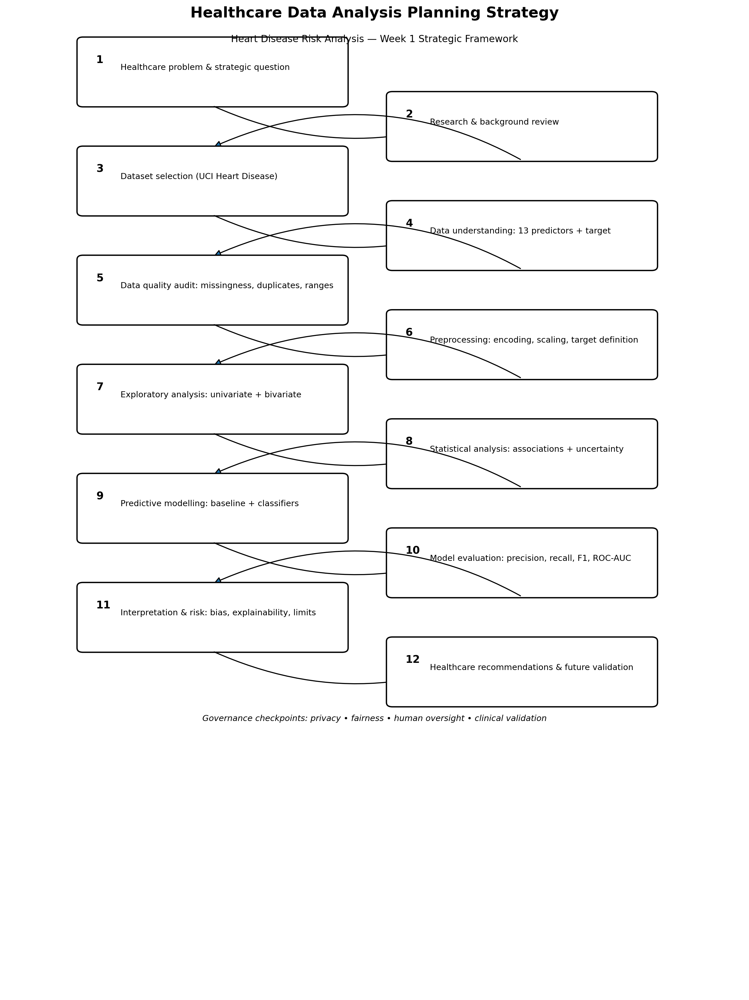 Healthcare Data Analysis Planning Strategy
Heart Disease Risk Analysis — Week 1 Strategic Framework
1
Healthcare problem & strategic question
2
Research & background review
3
Dataset selection (UCI Heart Disease)
4
Data understanding: 13 predictors + target
5
Data quality audit: missingness, duplicates, ranges
6
Preprocessing: encoding, scaling, target definition
7
Exploratory analysis: univariate + bivariate
8
Statistical analysis: associations + uncertainty
9
Predictive modelling: baseline + classifiers
10
Model evaluation: precision, recall, F1, ROC-AUC
11
Interpretation & risk: bias, explainability, limits
12
Healthcare recommendations & future validation
Governance checkpoints: privacy • fairness • human oversight • clinical validation